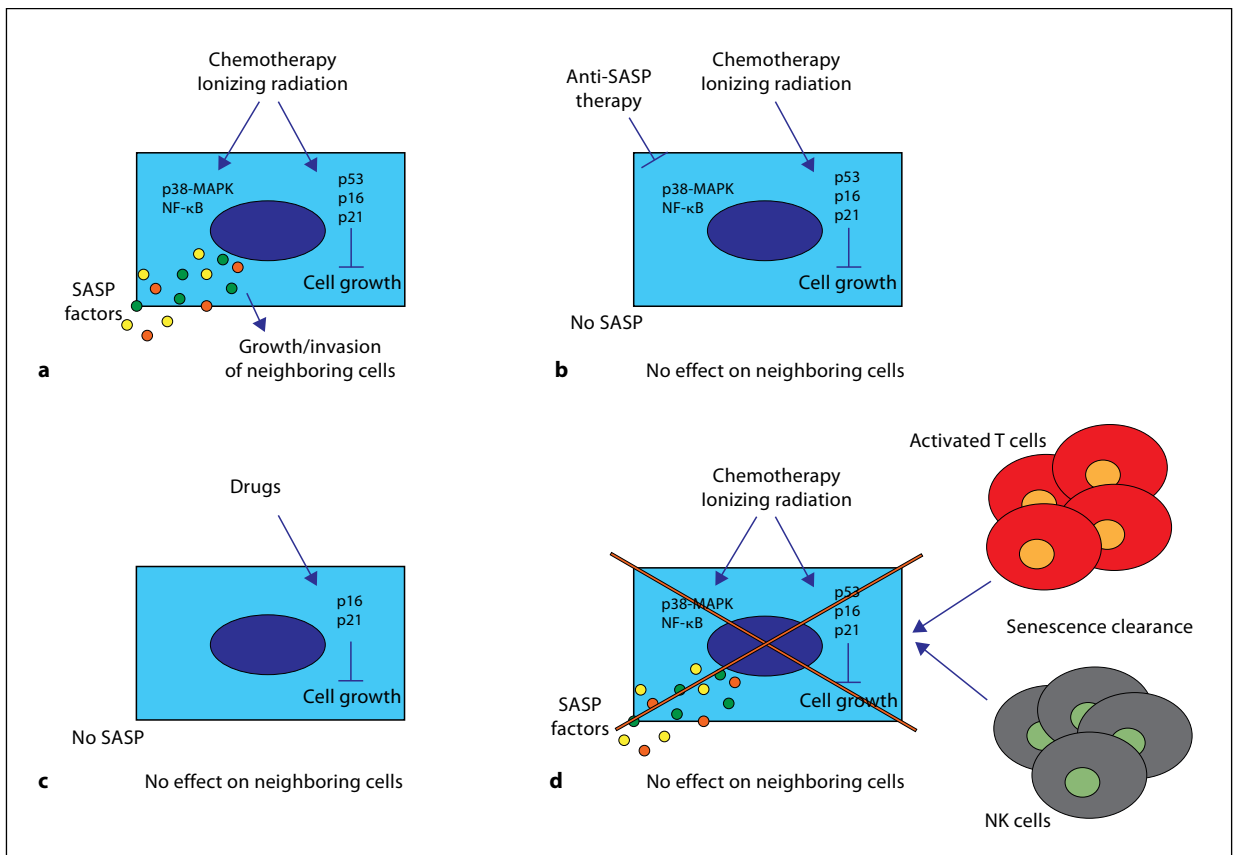 Chemotherapy
Ionizing radiation
p38-MAPK
NF-κB
p53
p16
p21
Cell growth
SASP
factors
Growth/invasion
of neighboring cells
a
Anti-SASP
therapy
Chemotherapy
Ionizing radiation
p38-MAPK
NF-κB
p53
p16
p21
Cell growth
No SASP
b
No effect on neighboring cells
Drugs
p16
p21
Cell growth
No SASP
c
No effect on neighboring cells
Activated T cells
Chemotherapy
Ionizing radiation
p38-MAPK
NF-κB
p53
p16
p21
Cell growth
Senescence clearance
SASP
factors
d
No effect on neighboring cells
NK cells